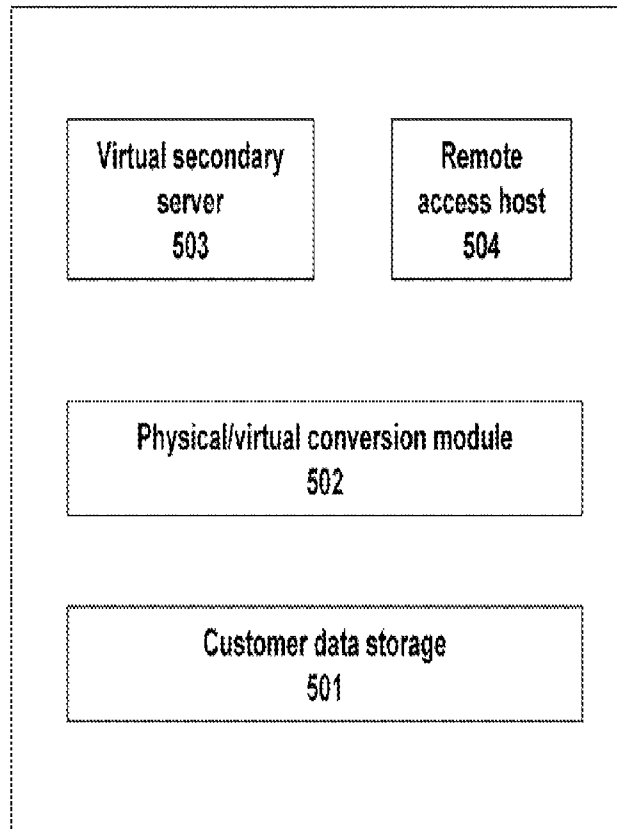 Virtual secondary
server
503
Remote
access host
504
Physical/virtual conversion module
502
Customer data storage
501